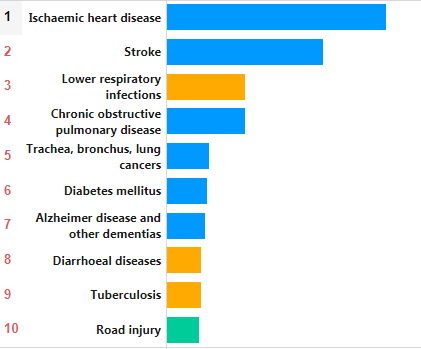 1 Ischaemic heart disease
2 Stroke
3 Lower respiratory
infections
4 Chronic obstructive
pulmonary disease
5 Trachea, bronchus, lung
cancers
6 Diabetes mellitus
7 Alzheimer disease and
other dementias
8 Diarrhoeal diseases
9 Tuberculosis
10 Road injury